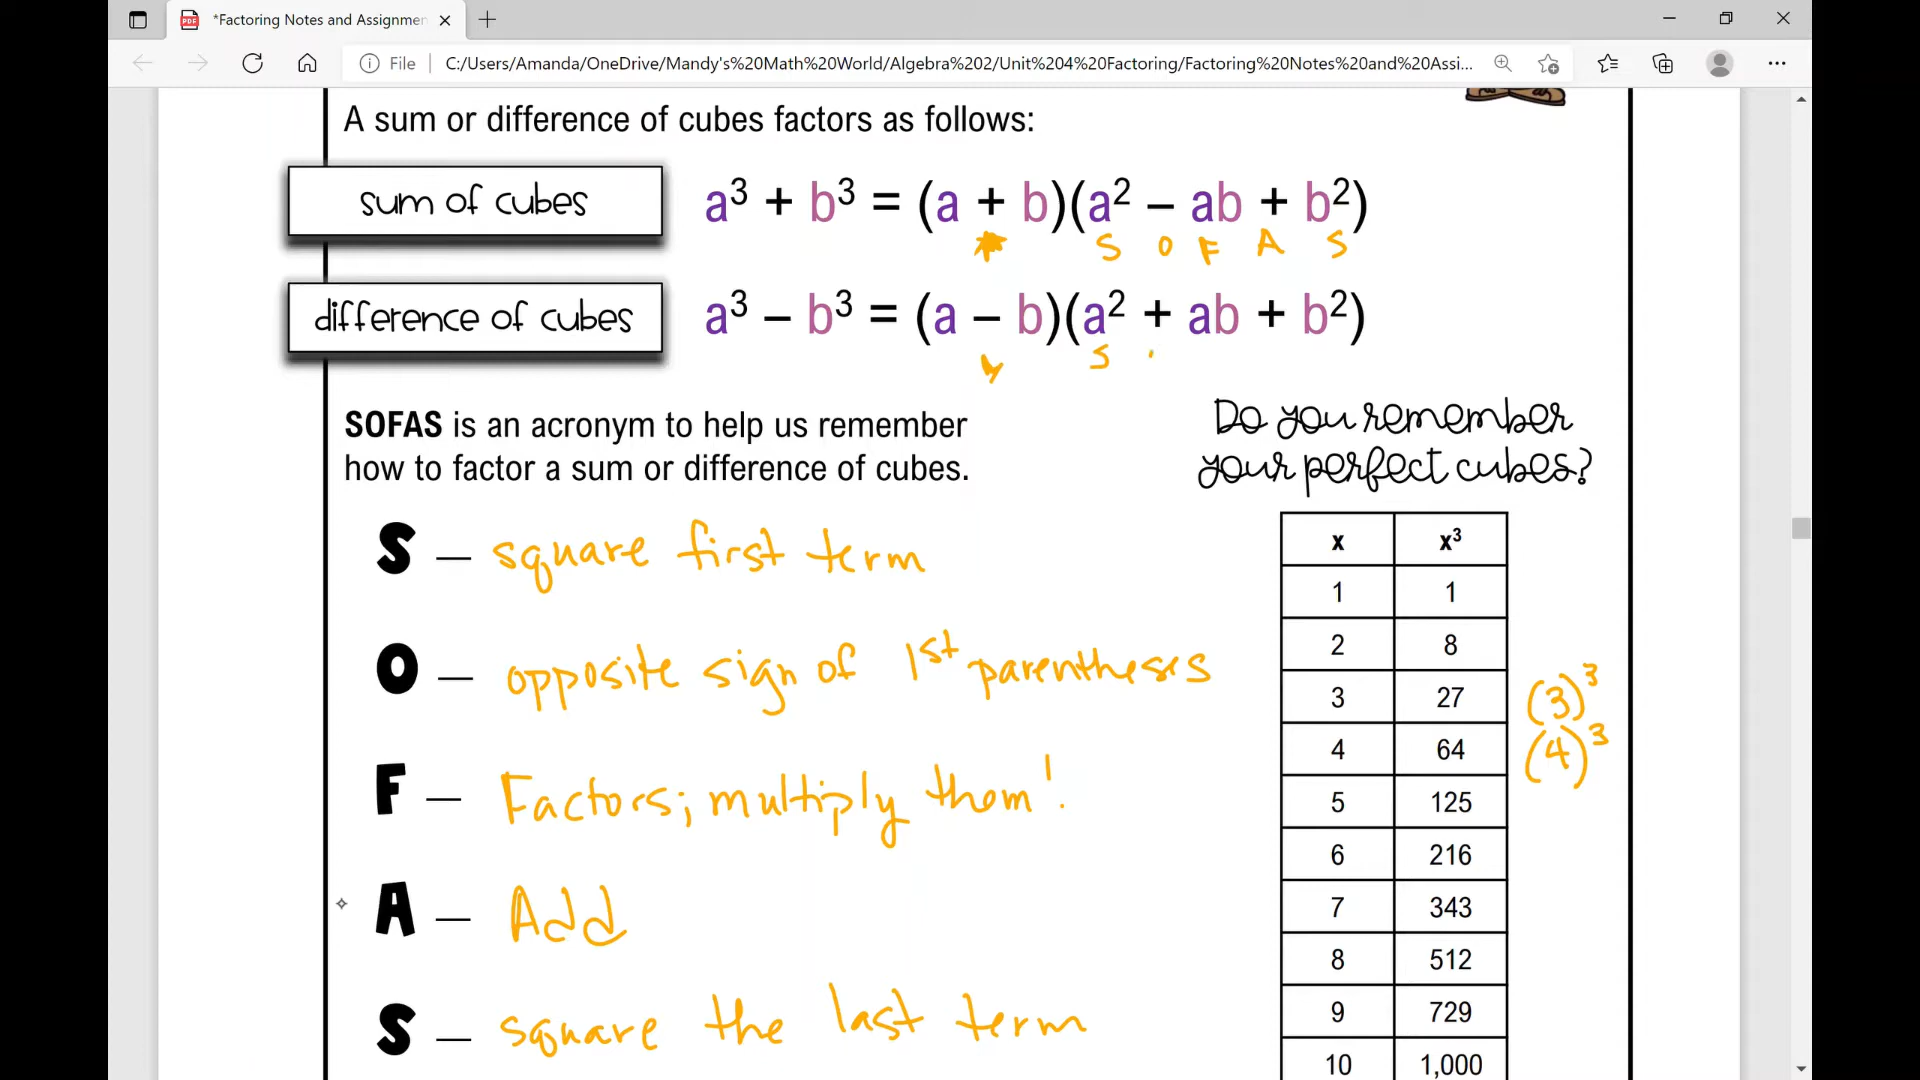 *Factoring Notes and Assignmen
File
C:/Users/Amanda/OneDrive/Mandy's%20Math%20World/Algebra%202/Unit%204%20Factoring/Factoring%20Notes%20and%20Assi...
A sum or difference of cubes factors as follows:
sum of cubes
a³ + b³ = (a + b)(a² − ab + b²)
S O F A S
difference of cubes
a³ − b³ = (a − b)(a² + ab + b²)
S
SOFAS is an acronym to help us remember
how to factor a sum or difference of cubes.
S — square first term
O — opposite sign of 1st parentheses
F — Factors; multiply them!
A — Add
S — square the last term
Do you remember
your perfect cubes?
x x³
1 1
2 8
3 27 (3)³
4 64 (4)³
5 125
6 216
7 343
8 512
9 729
10 1,000